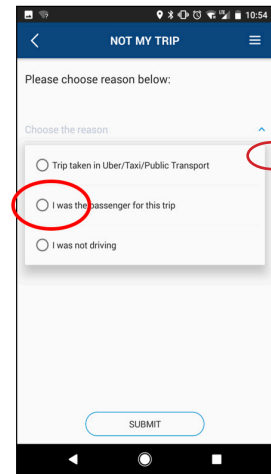 10:54
NOT MY TRIP
Please choose reason below:
Choose the reason
Trip taken in Uber/Taxi/Public Transport
I was the passenger for this trip
I was not driving
SUBMIT